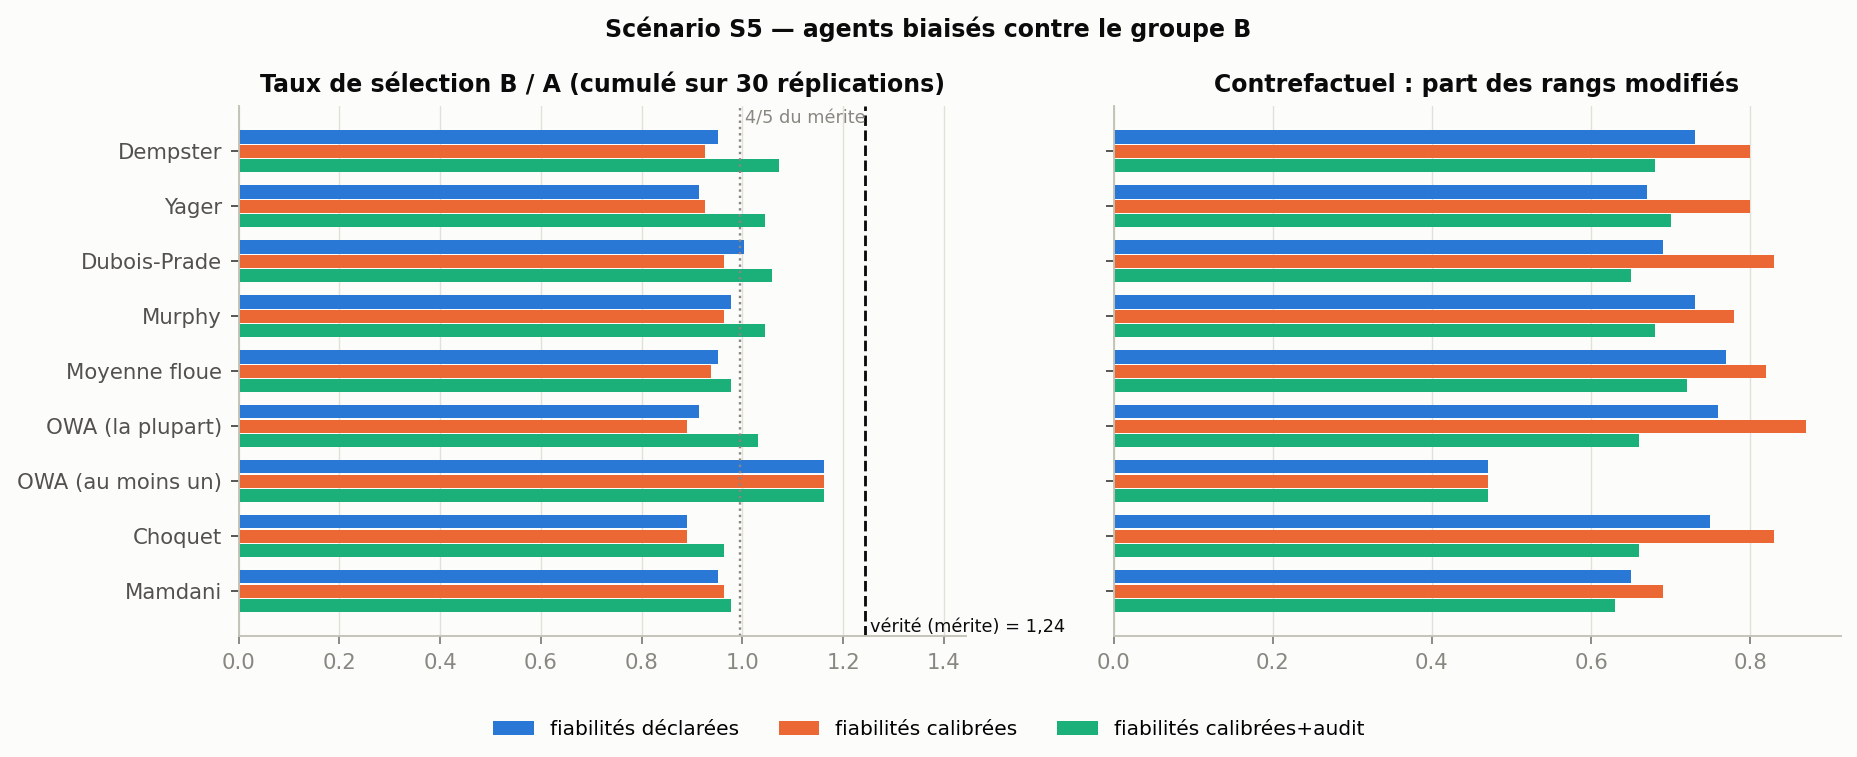 Scénario S5 — agents biaisés contre le groupe B
Taux de sélection B / A (cumulé sur 30 réplications)
4/5 du mérite
Dempster
Yager
Dubois-Prade
Murphy
Moyenne floue
OWA (la plupart)
OWA (au moins un)
Choquet
Mamdani
vérité (mérite) = 1,24
0.0 0.2 0.4 0.6 0.8 1.0 1.2 1.4
Contrefactuel : part des rangs modifiés
0.0 0.2 0.4 0.6 0.8
fiabilités déclarées fiabilités calibrées fiabilités calibrées+audit